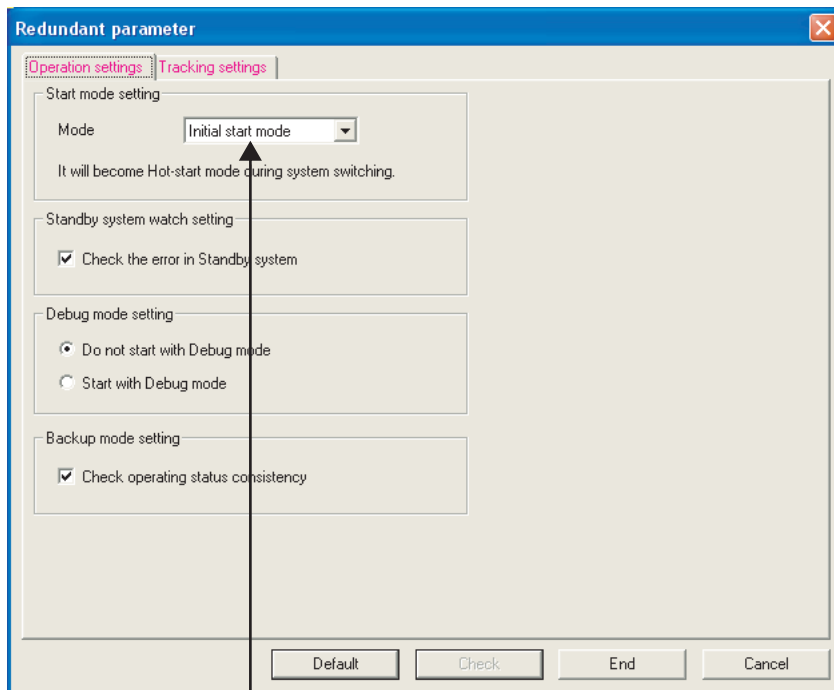 Redundant parameter
Operation settings Tracking settings
Start mode setting
Mode Initial start mode
It will become Hot-start mode during system switching.
Standby system watch setting
Check the error in Standby system
Debug mode setting
Do not start with Debug mode
Start with Debug mode
Backup mode setting
Check operating status consistency
Default Check End Cancel